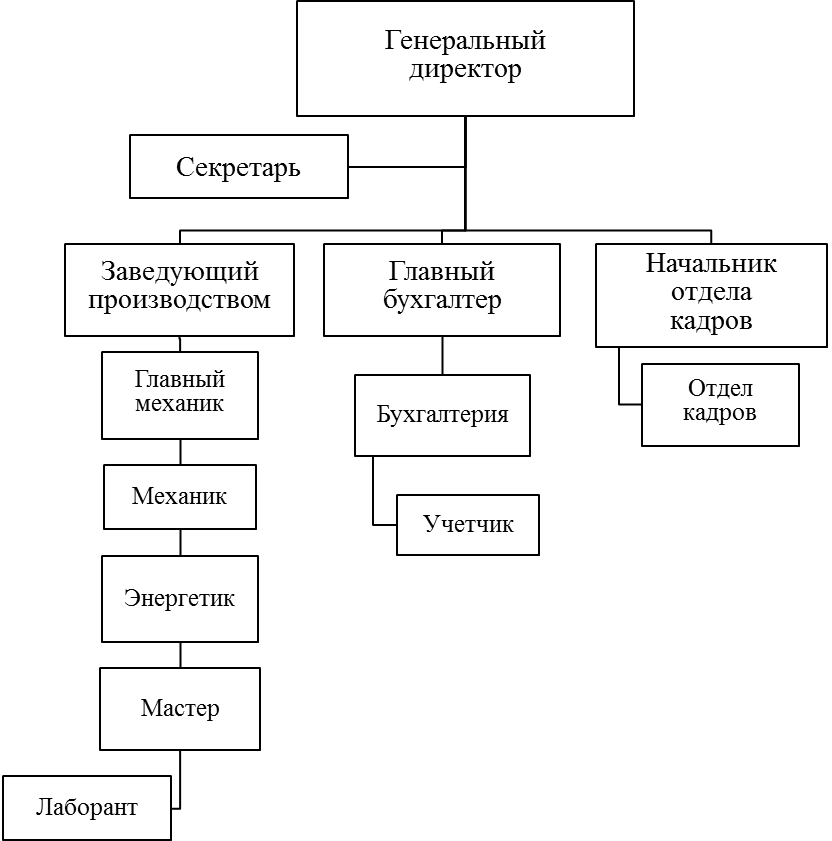 Генеральный
директор
Секретарь
Заведующий
производством
Главный
бухгалтер
Начальник
отдела
кадров
Главный
механик
Бухгалтерия
Отдел
кадров
Механик
Учетчик
Энергетик
Мастер
Лаборант